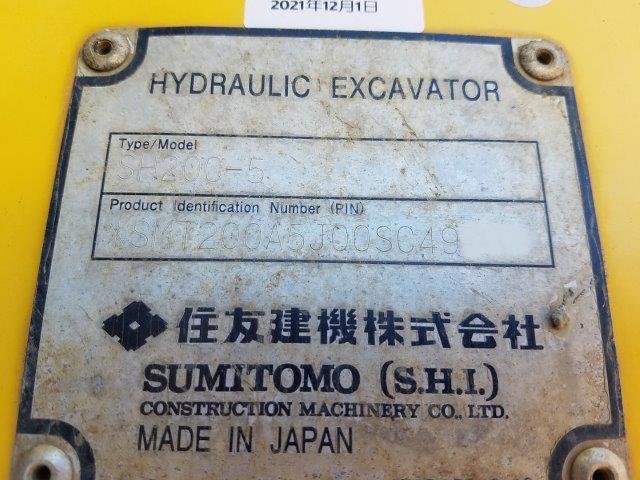 2021年12月1日
HYDRAULIC EXCAVATOR
Type/Model
SH200-5
Product Identification Number (PIN)
XSMT200A5J00SC49
住友建機株式会社
SUMITOMO (S.H.I.)
CONSTRUCTION MACHINERY CO., LTD.
MADE IN JAPAN